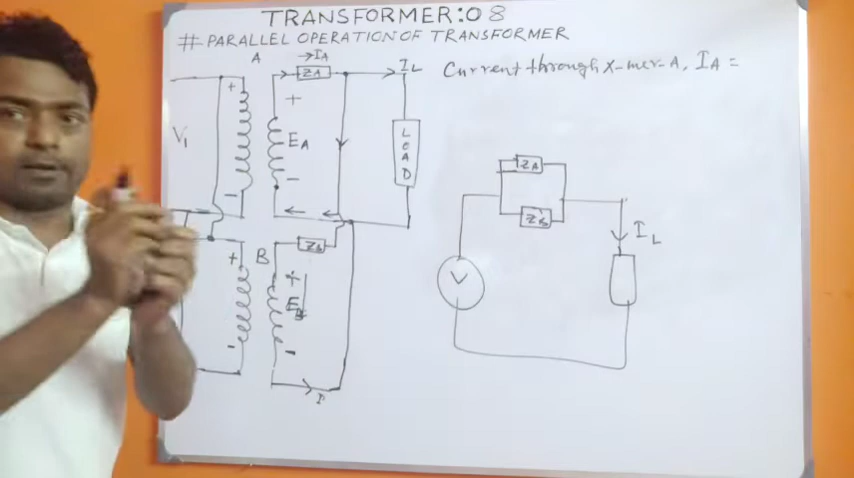 TRANSFORMER:08
# PARALLEL OPERATION OF TRANSFORMER
Current through X-mer-A, IA =
A
→IA
ZA
IL
+
+
V1
EA
LOAD
-
-
B
Zb
+
+
-
-
ZA
ZB
V
IL